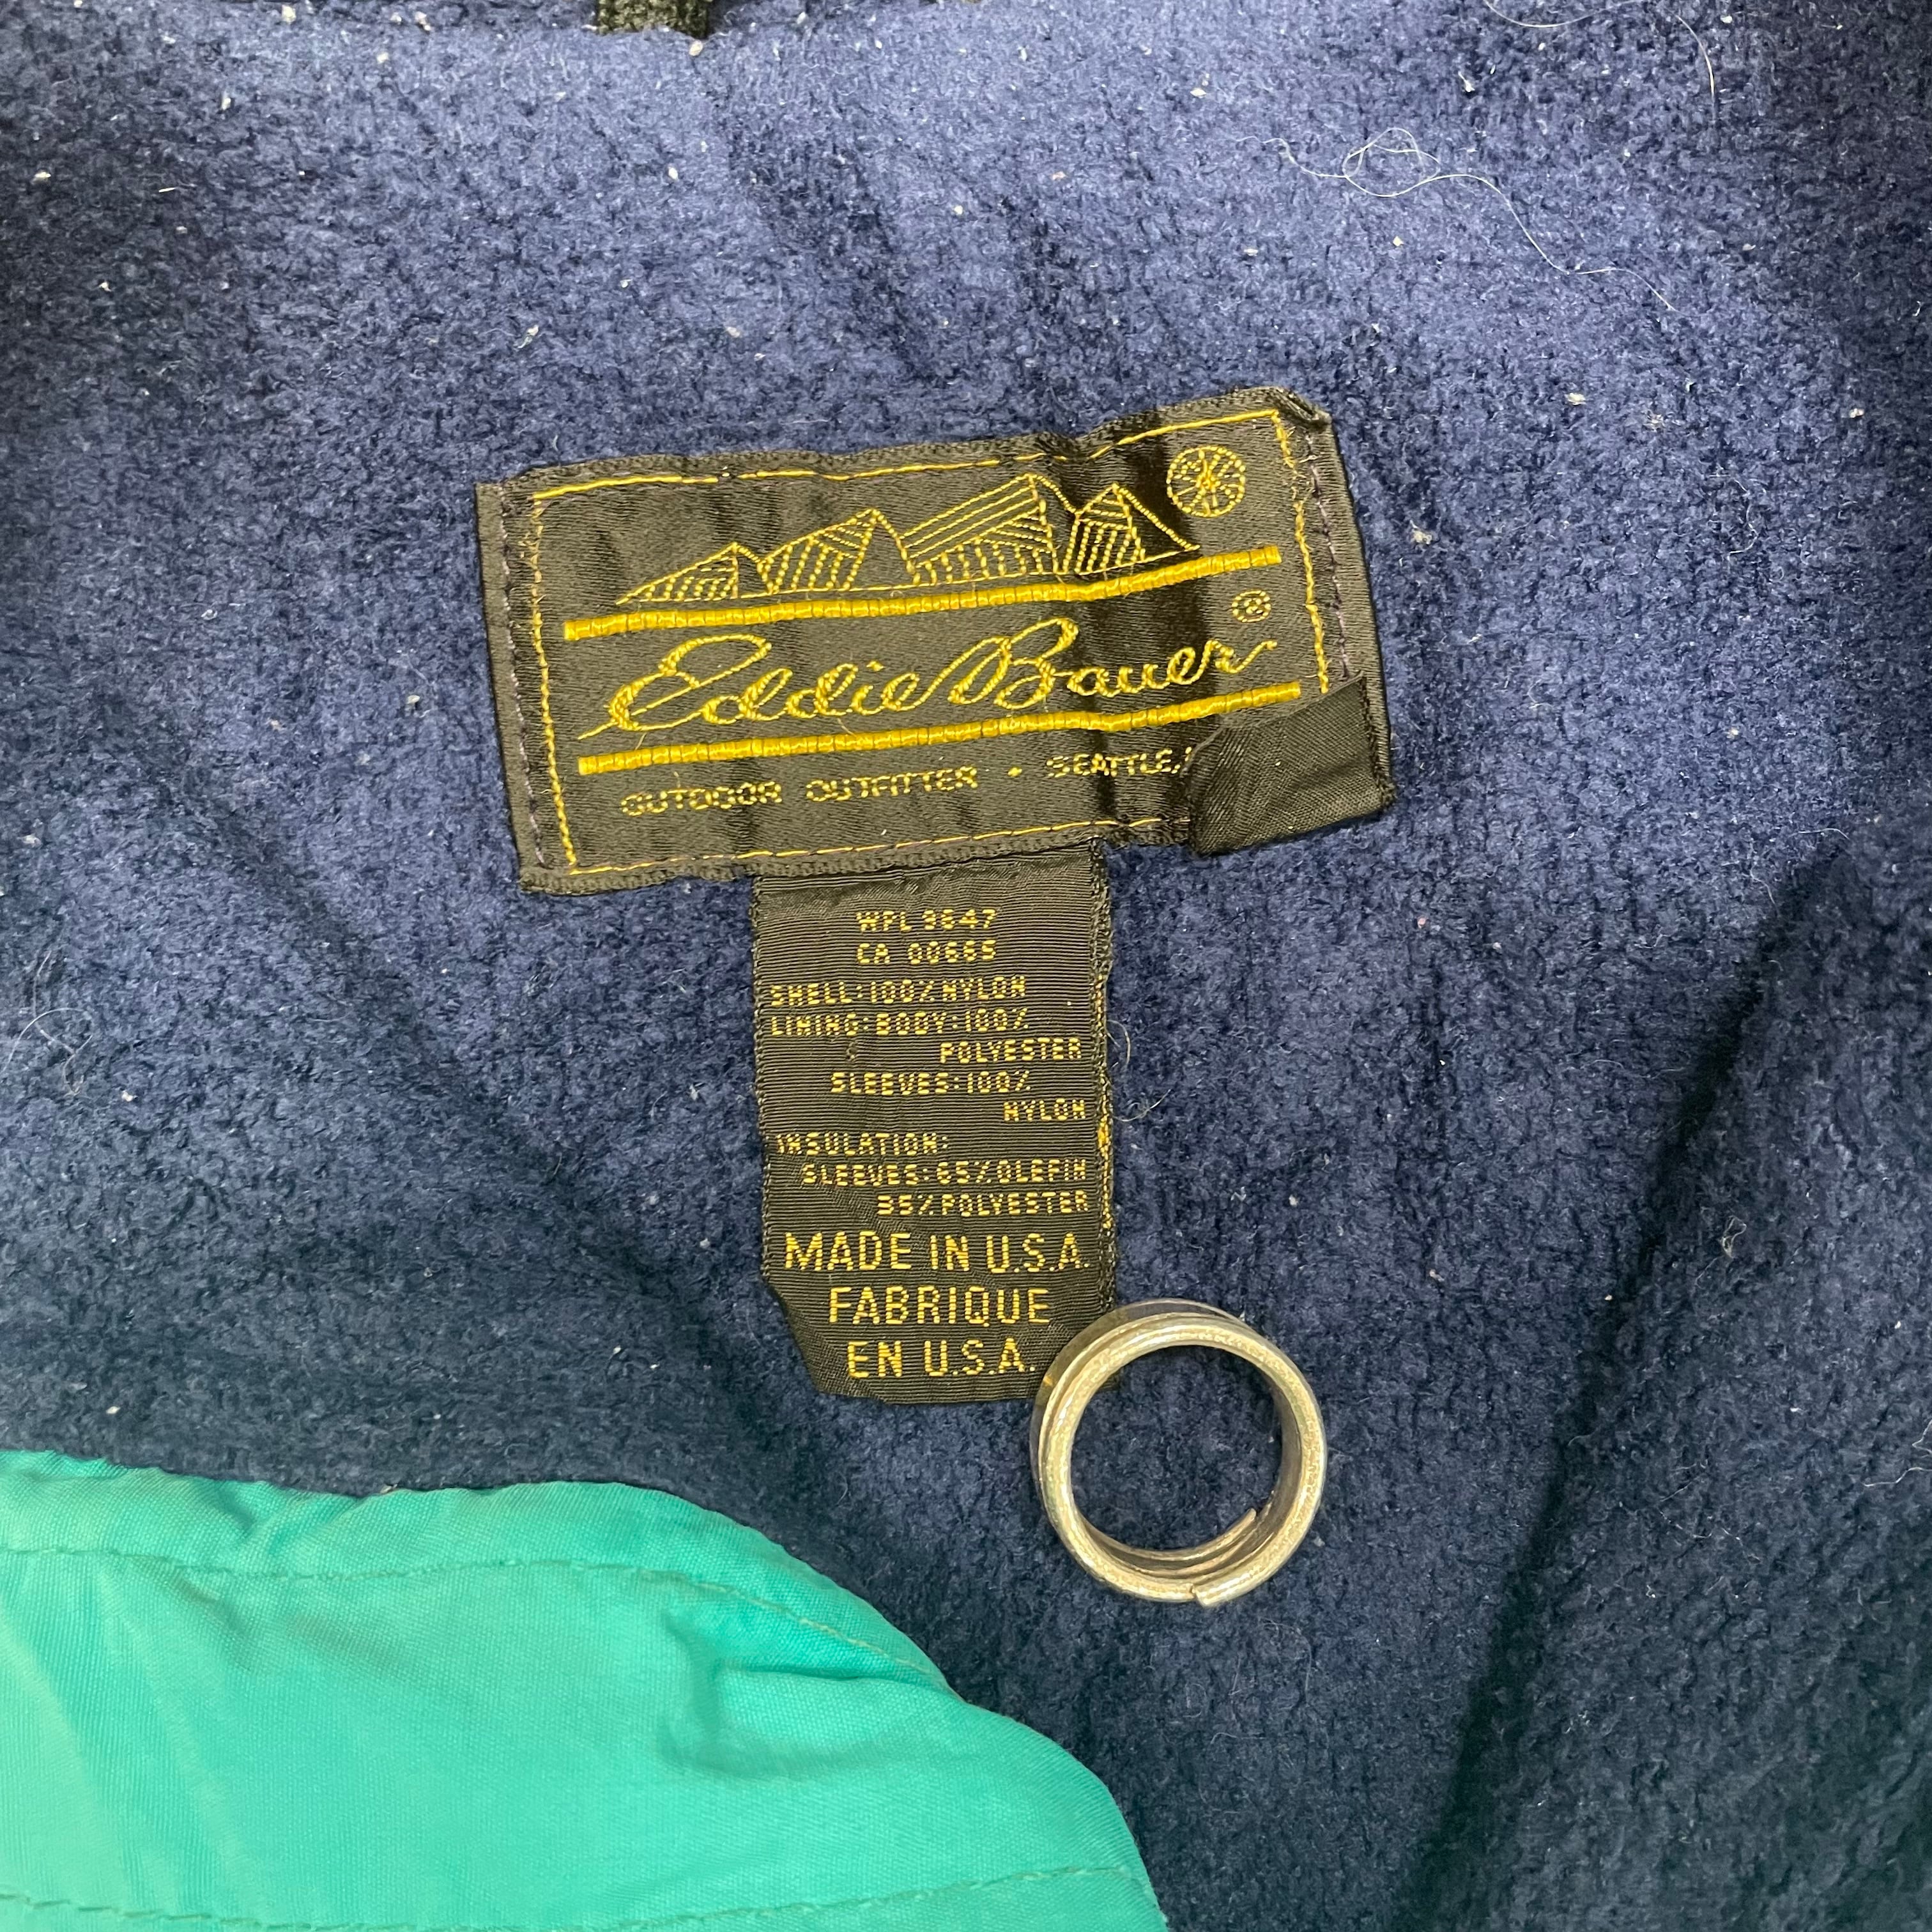 ®
Eddie Bauer
OUTDOOR OUTFITTER • SEATTLE,
WPL 9647
CA 00665
SHELL:100% NYLON
LINING:BODY:100%
POLYESTER
SLEEVES:100%
NYLON
INSULATION:
SLEEVES:65% OLEFIN
35% POLYESTER
MADE IN U.S.A.
FABRIQUE
EN U.S.A.